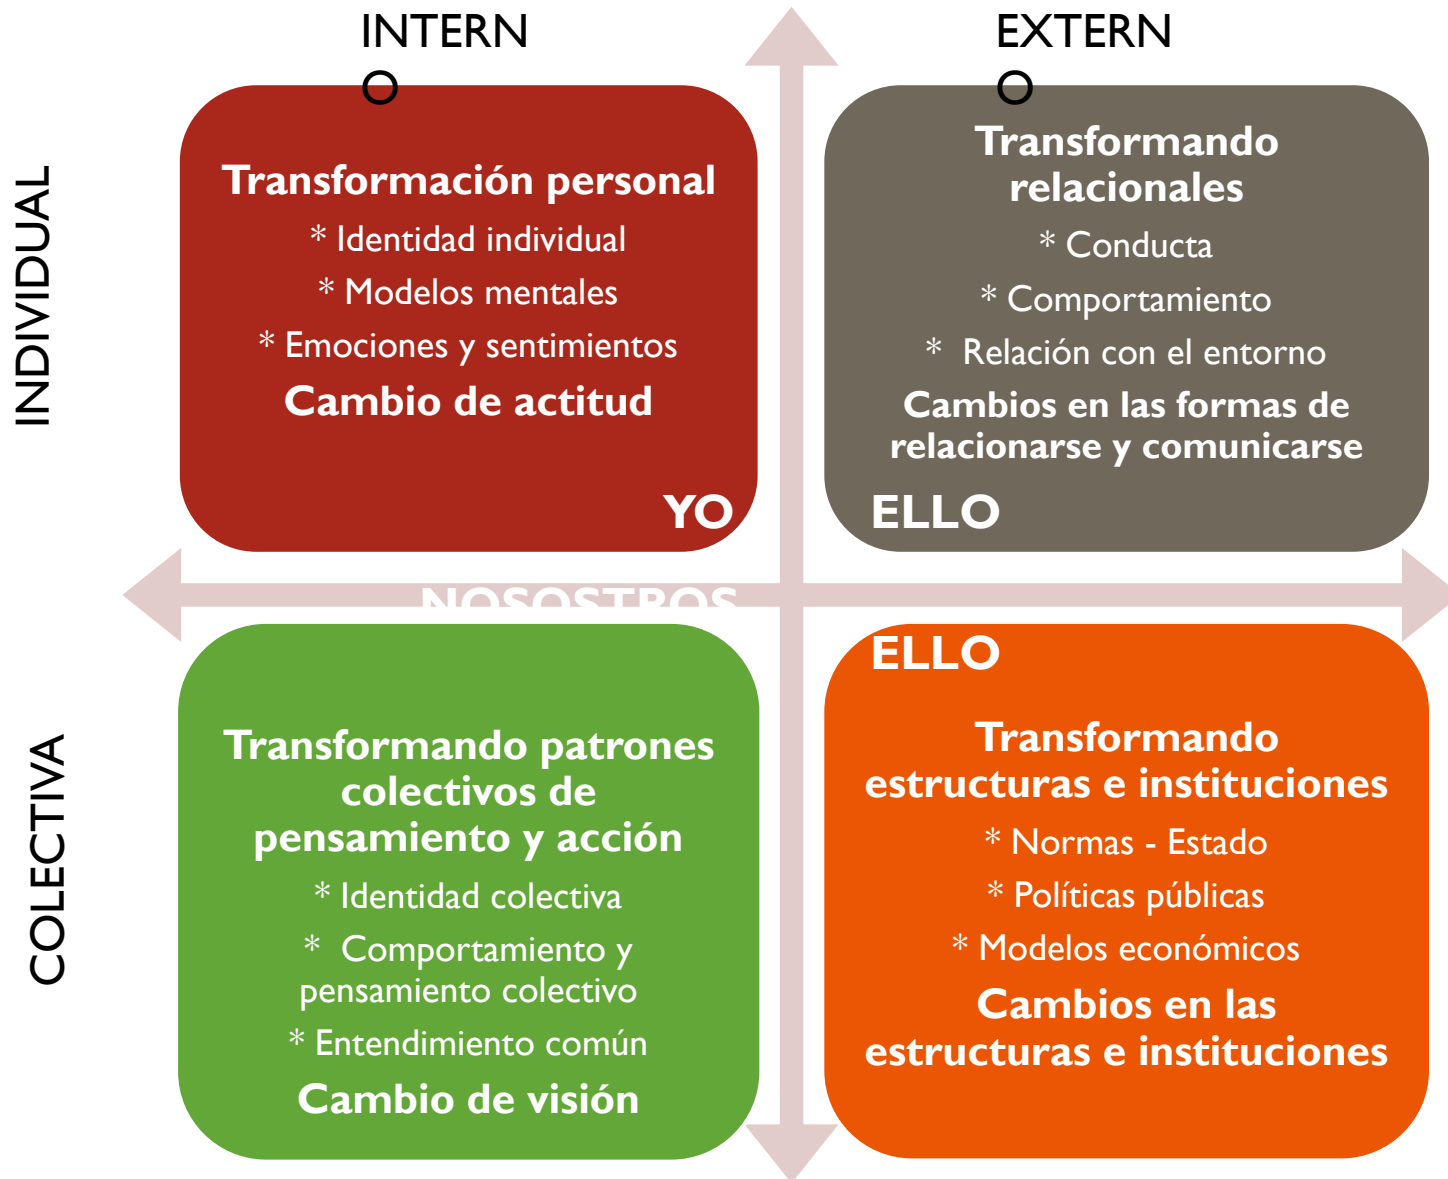 INTERN
O
EXTERN
O
INDIVIDUAL
Transformación personal
* Identidad individual
* Modelos mentales
* Emociones y sentimientos
Cambio de actitud
YO
Transformando
relacionales
* Conducta
* Comportamiento
* Relación con el entorno
Cambios en las formas de
relacionarse y comunicarse
ELLO
COLECTIVA
NOSOSTROS
Transformando patrones
colectivos de
pensamiento y acción
* Identidad colectiva
* Comportamiento y
pensamiento colectivo
* Entendimiento común
Cambio de visión
ELLO
Transformando
estructuras e instituciones
* Normas - Estado
* Políticas públicas
* Modelos económicos
Cambios en las
estructuras e instituciones